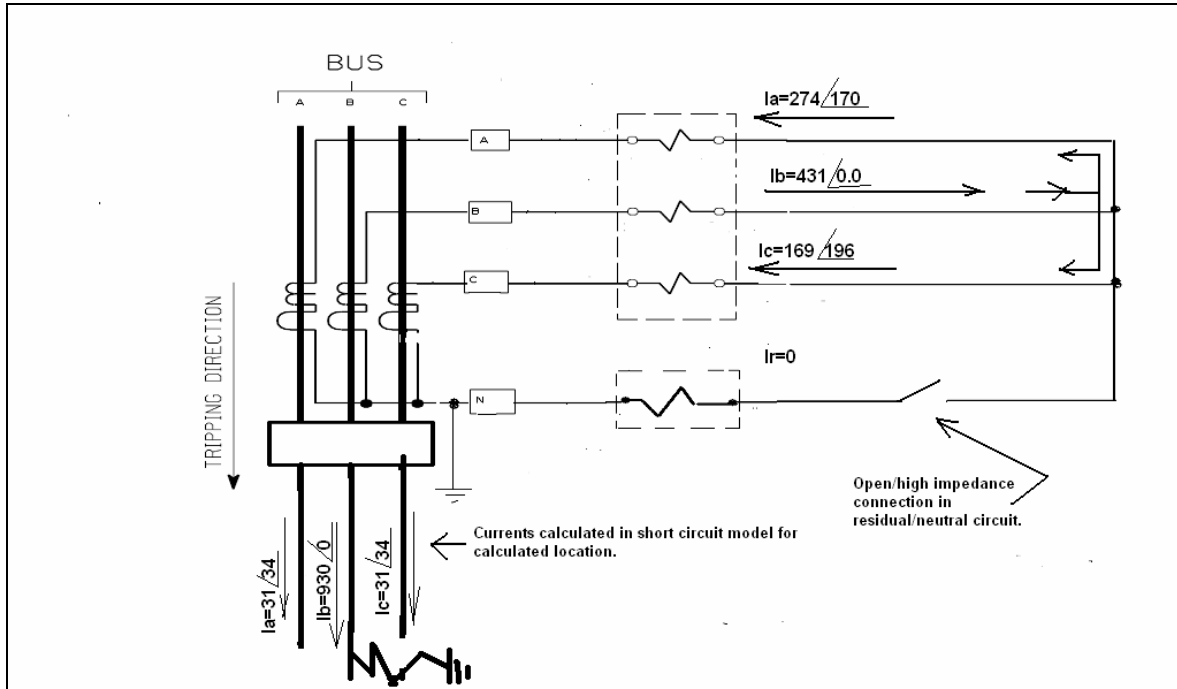 BUS
A B C
Ia=274/170
A
Ib=431/0.0
B
Ic=169/196
C
TRIPPING DIRECTION
Ir=0
N
Open/high impedance
connection in
residual/neutral circuit.
Currents calculated in short circuit model for
calculated location.
Ia=31/34
Ib=930/0
Ic=31/34